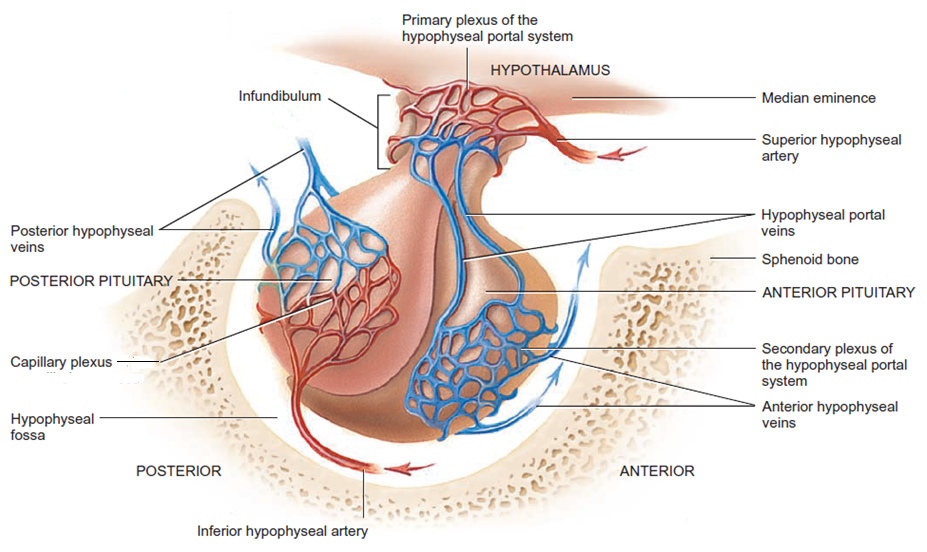 Primary plexus of the
hypophyseal portal system
HYPOTHALAMUS
Infundibulum
Median eminence
Superior hypophyseal
artery
Posterior hypophyseal
veins
Hypophyseal portal
veins
Sphenoid bone
POSTERIOR PITUITARY
ANTERIOR PITUITARY
Capillary plexus
Secondary plexus of
the hypophyseal portal
system
Hypophyseal
fossa
Anterior hypophyseal
veins
POSTERIOR
ANTERIOR
Inferior hypophyseal artery